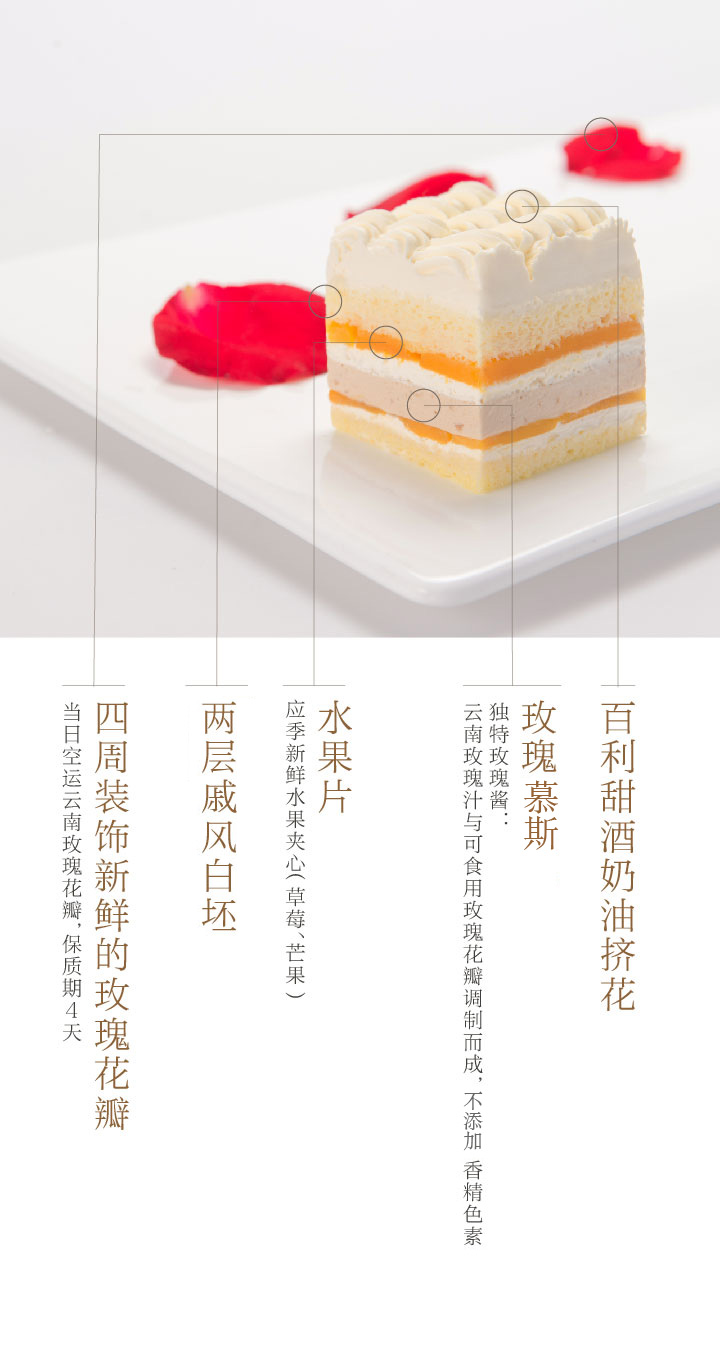 百利甜酒奶油挤花
玫瑰慕斯
独特玫瑰酱：
云南玫瑰汁与可食用玫瑰花瓣调制而成，不添加 香精色素
水果片
应季新鲜水果夹心（草莓、芒果）
两层戚风白坯
四周装饰新鲜的玫瑰花瓣
当日空运云南玫瑰花瓣，保质期4天